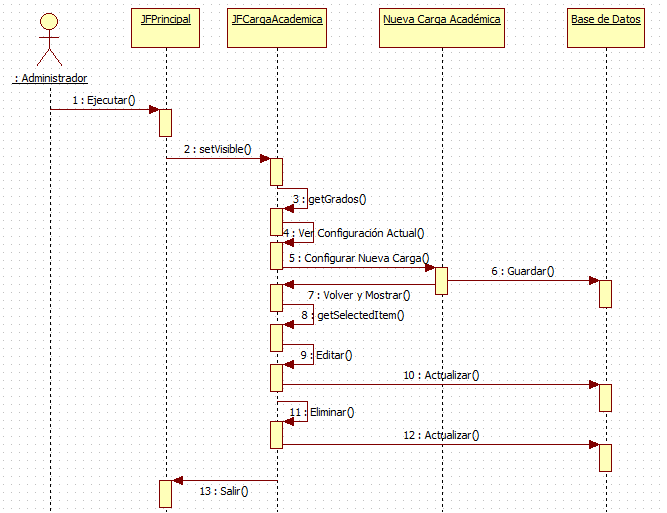 JFPrincipal
JFCargaAcademica
Nueva Carga Académica
Base de Datos
: Administrador
1 : Ejecutar()
2 : setVisible()
3 : getGrados()
4 : Ver Configuración Actual()
5 : Configurar Nueva Carga()
6 : Guardar()
7 : Volver y Mostrar()
8 : getSelectedItem()
9 : Editar()
10 : Actualizar()
11 : Eliminar()
12 : Actualizar()
13 : Salir()